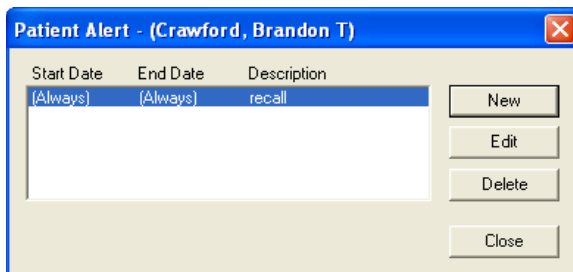 Patient Alert - (Crawford, Brandon T)
Start Date End Date Description
(Always) (Always) recall
New
Edit
Delete
Close